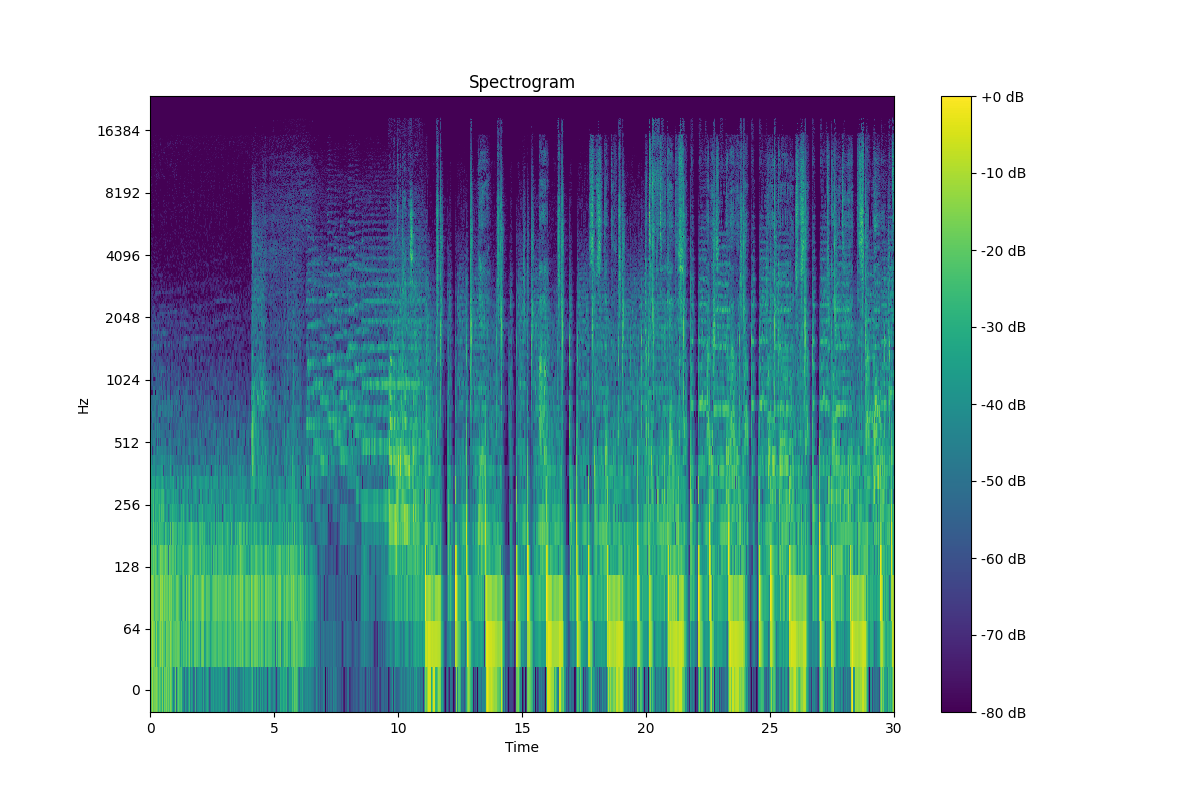 Spectrogram
Hz
16384
8192
4096
2048
1024
512
256
128
64
0
0 5 10 15 20 25 30
Time
+0 dB
-10 dB
-20 dB
-30 dB
-40 dB
-50 dB
-60 dB
-70 dB
-80 dB